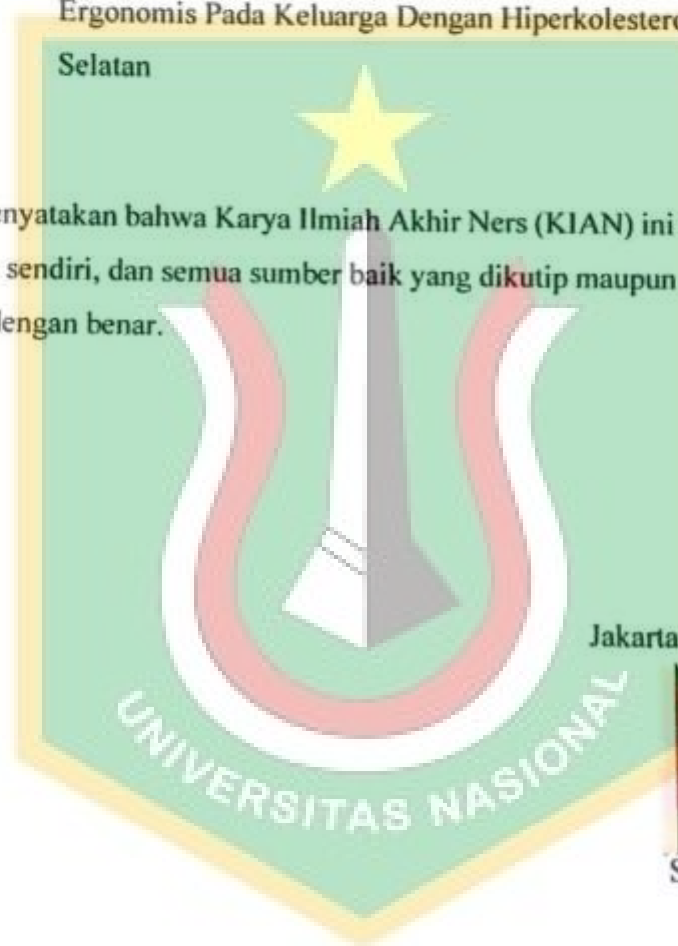 Ergonomis Pada Keluarga Dengan Hiperkolester
Selatan
nyatakan bahwa Karya Ilmiah Akhir Ners (KIAN) ini
sendiri, dan semua sumber baik yang dikutip maupun
dengan benar.
Jakarta
UNIVERSITAS NASIONAL
S